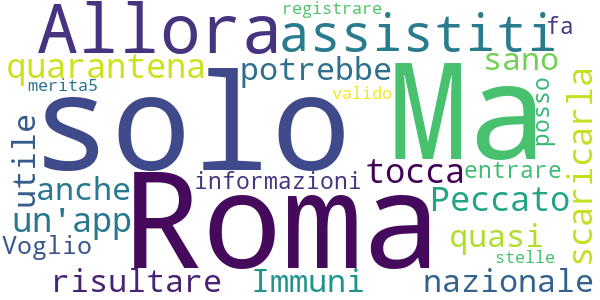 registrare
Allora assistiti fa
quarantena potrebbe sano
merita5 solo valido Ma posso scaricarla
utile anche informazioni tocca entrare
un'app Roma Peccato
Voglio quasi
stelle
risultare Immuni nazionale